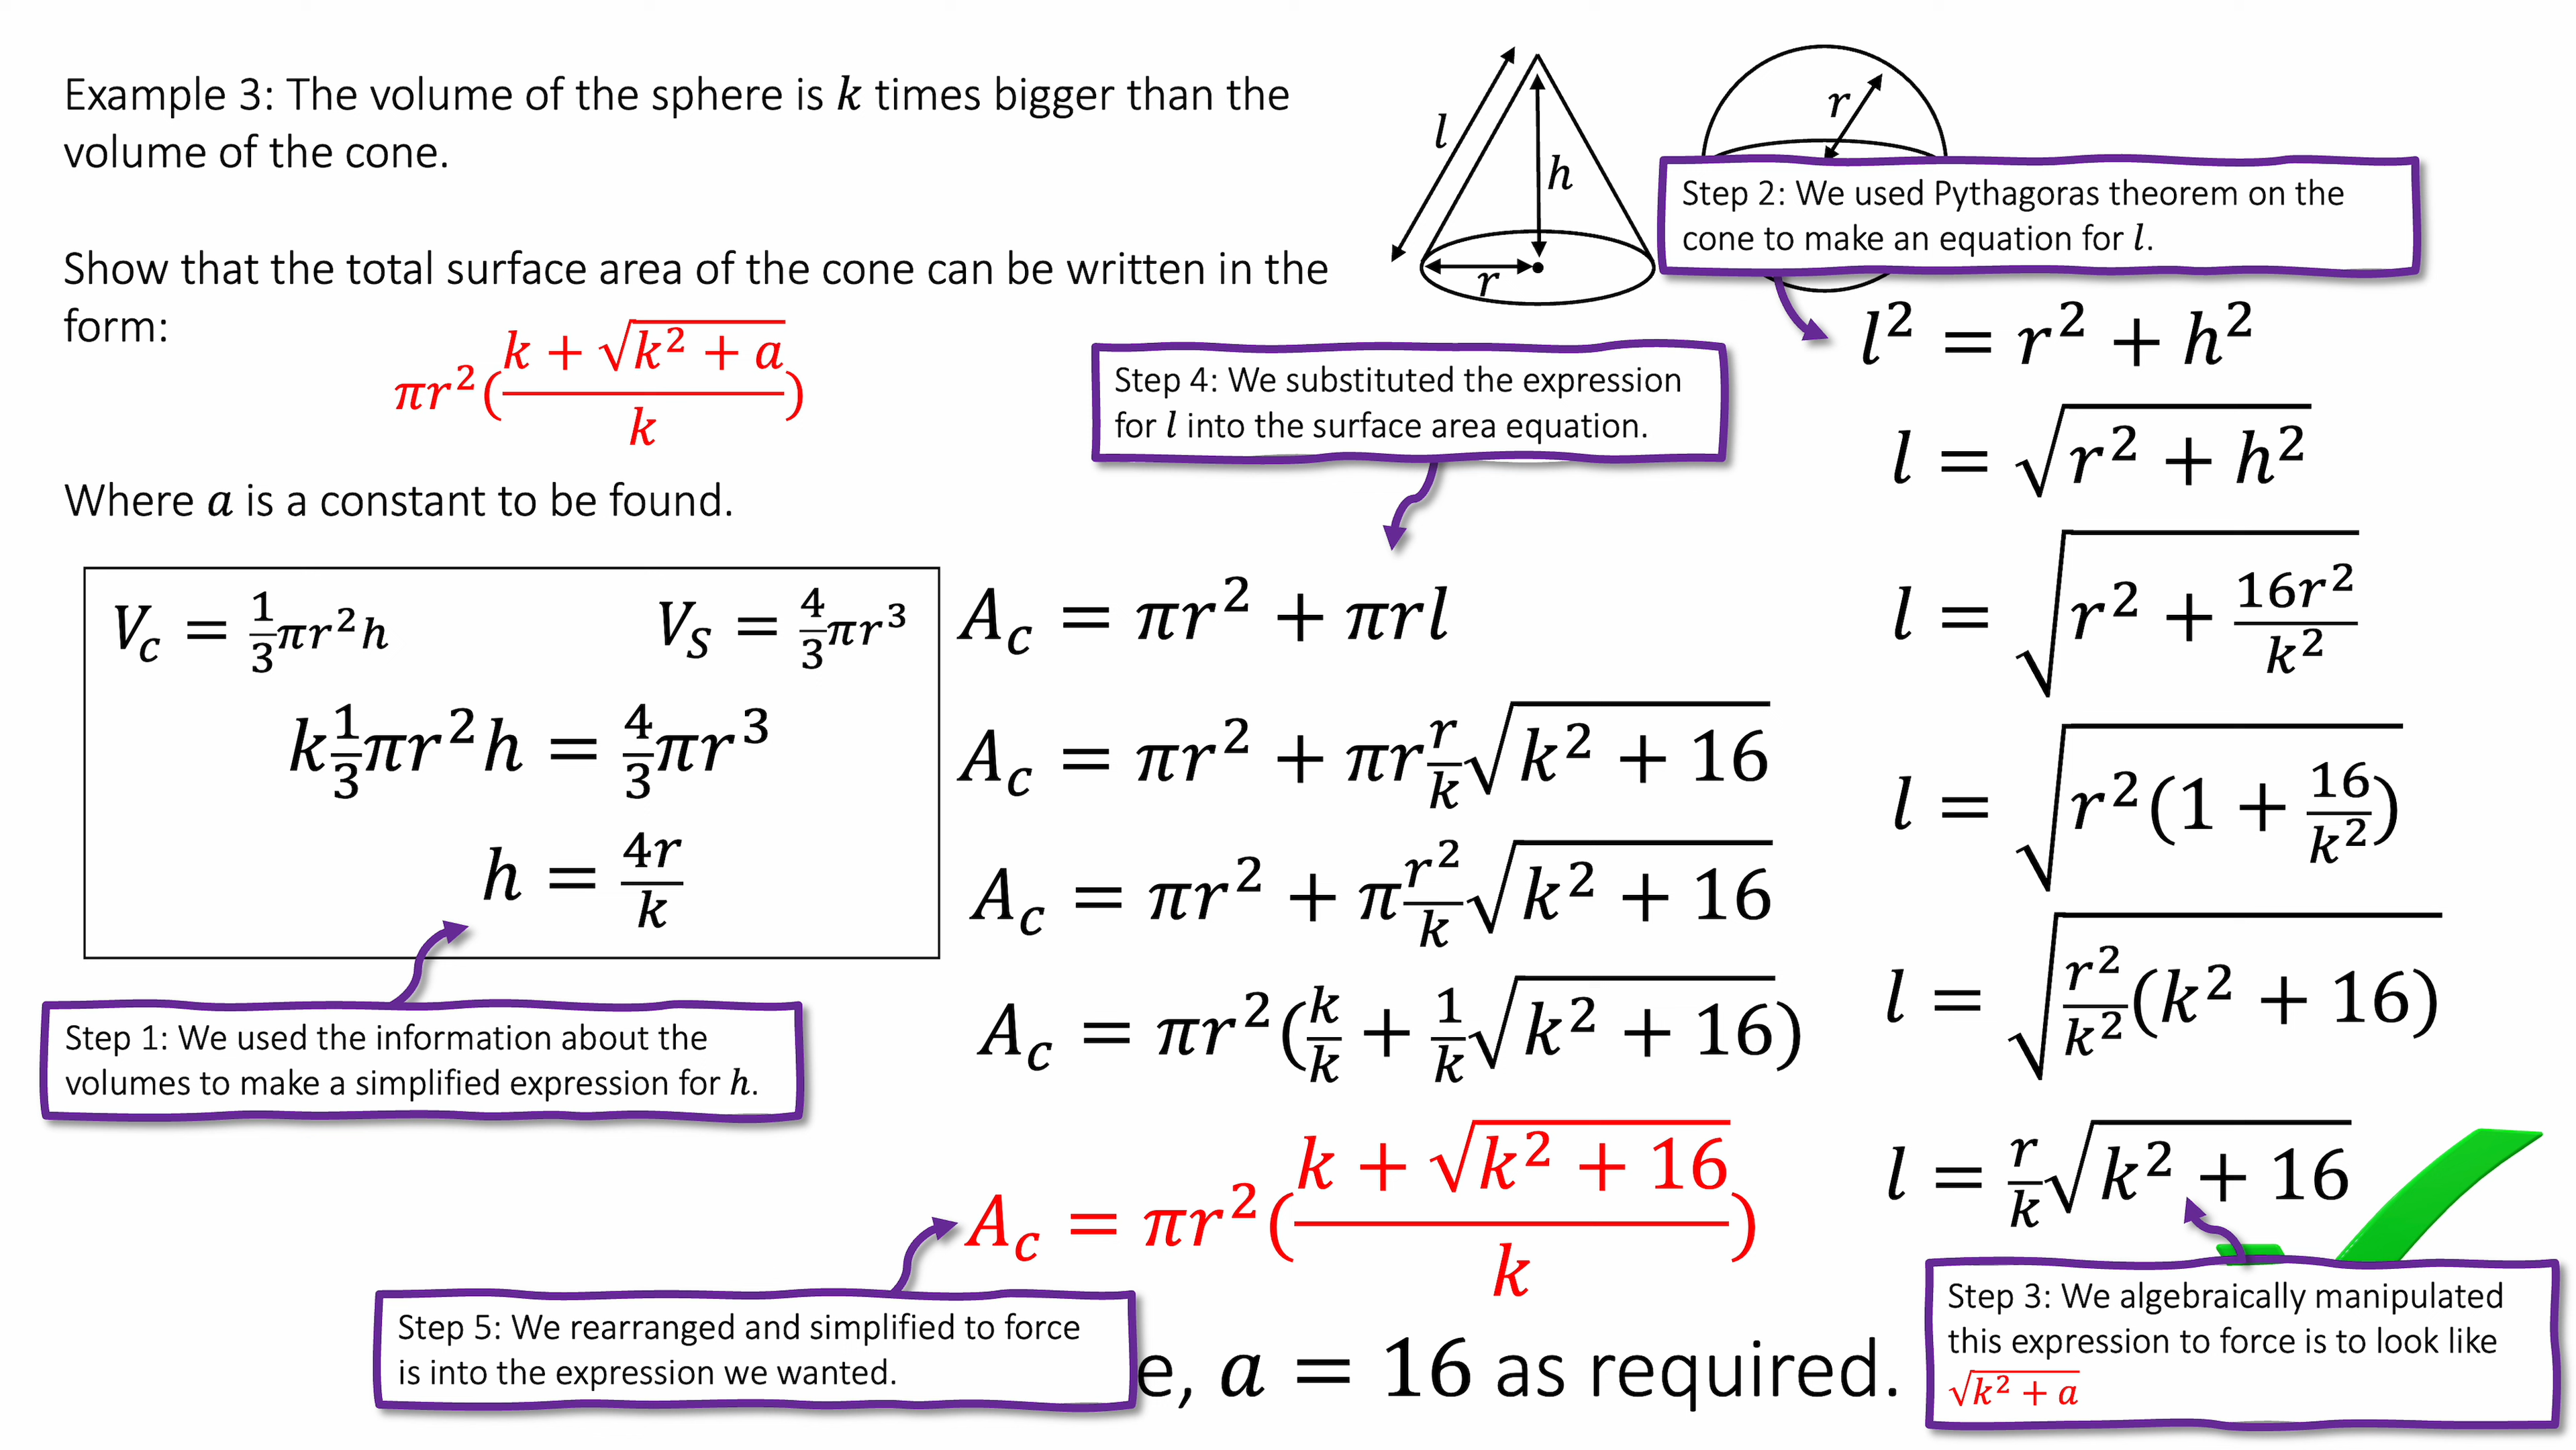 Example 3: The volume of the sphere is k times bigger than the
volume of the cone.
Show that the total surface area of the cone can be written in the
form:
πr²((k + √(k² + a))/k)
Where a is a constant to be found.
l
h
r
r
Step 2: We used Pythagoras theorem on the
cone to make an equation for l.
l² = r² + h²
l = √(r² + h²)
l = √(r² + 16r²/k²)
l = √(r²(1 + 16/k²))
l = √(r²/k² (k² + 16))
l = r/k √(k² + 16)
Step 3: We algebraically manipulated
this expression to force is to look like
√(k² + a)
Step 4: We substituted the expression
for l into the surface area equation.
A_c = πr² + πrl
A_c = πr² + πr r/k √(k² + 16)
A_c = πr² + π r²/k √(k² + 16)
A_c = πr²(k/k + 1/k √(k² + 16))
A_c = πr²((k + √(k² + 16))/k)
V_c = 1/3 πr²h
V_S = 4/3 πr³
k 1/3 πr²h = 4/3 πr³
h = 4r/k
Step 1: We used the information about the
volumes to make a simplified expression for h.
Step 5: We rearranged and simplified to force
is into the expression we wanted.
e, a = 16 as required.